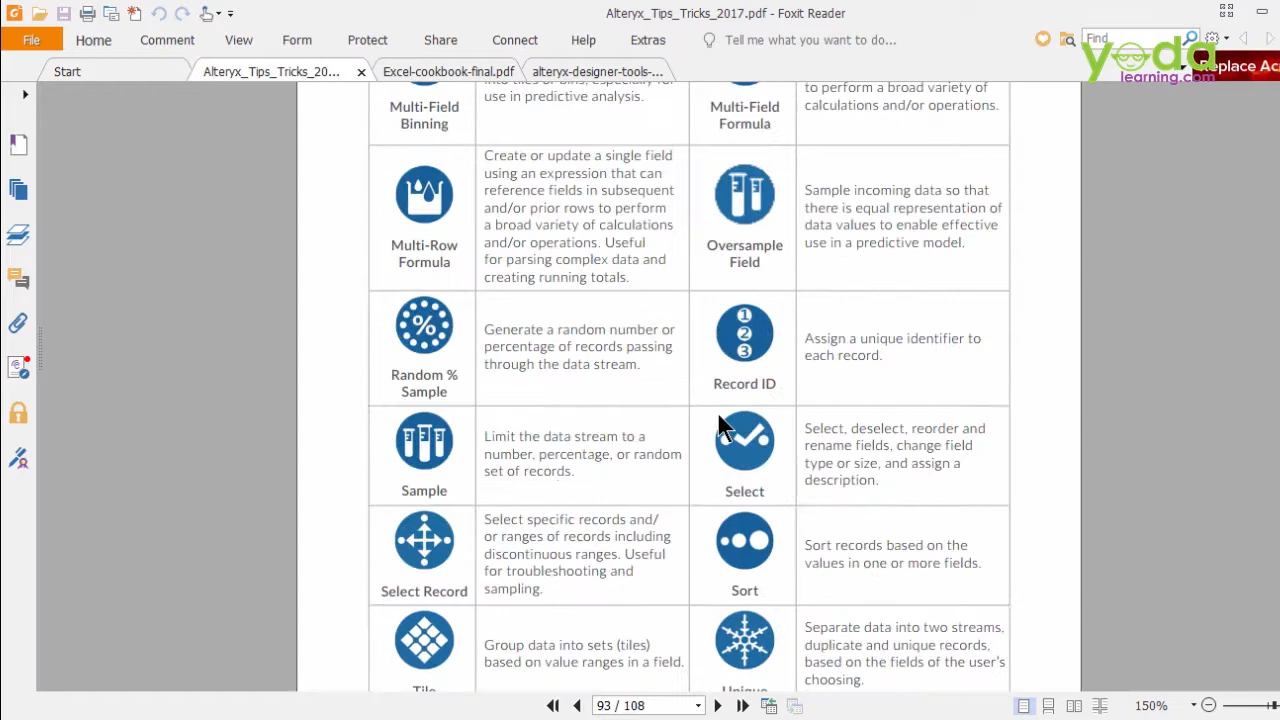 Alteryx_Tips_Tricks_2017.pdf - Foxit Reader
File
Home
Comment
View
Form
Protect
Share
Connect
Help
Extras
Tell me what you want to do...
Find
yoda
learning.com
Replace Acr
Start
Alteryx_Tips_Tricks_20...
Excel-cookbook-final.pdf
alteryx-designer-tools-...
use in predictive analysis.
Multi-Field
Binning
to perform a broad variety of
calculations and/or operations.
Multi-Field
Formula
Create or update a single field
using an expression that can
reference fields in subsequent
and/or prior rows to perform
a broad variety of calculations
and/or operations. Useful
for parsing complex data and
creating running totals.
Multi-Row
Formula
Sample incoming data so that
there is equal representation of
data values to enable effective
use in a predictive model.
Oversample
Field
%
Generate a random number or
percentage of records passing
through the data stream.
Random %
Sample
1
2
3
Assign a unique identifier to
each record.
Record ID
Limit the data stream to a
number, percentage, or random
set of records.
Sample
Select, deselect, reorder and
rename fields, change field
type or size, and assign a
description.
Select
Select specific records and/
or ranges of records including
discontinuous ranges. Useful
for troubleshooting and
sampling.
Select Record
Sort records based on the
values in one or more fields.
Sort
Group data into sets (tiles)
based on value ranges in a field.
Tile
Separate data into two streams,
duplicate and unique records,
based on the fields of the user's
choosing.
Unique
93 / 108
150%